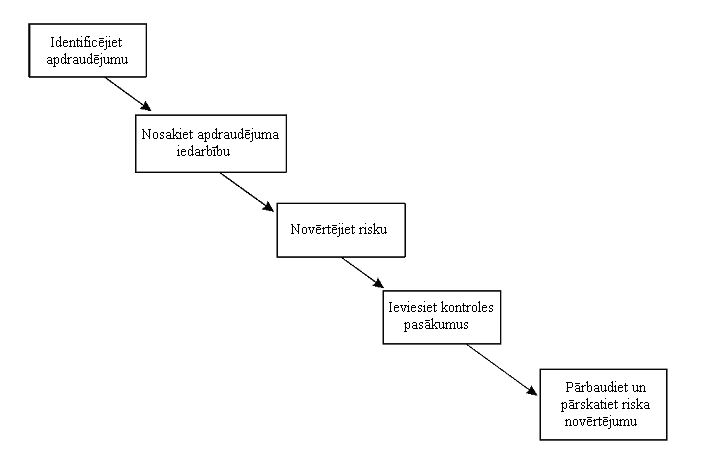 Identificējiet
apdraudējumu
Nosakiet apdraudējuma
iedarbību
Novērtējiet risku
Ieviesiet kontroles
pasākumus
Pārbaudiet un
pārskatiet riska
novērtējumu